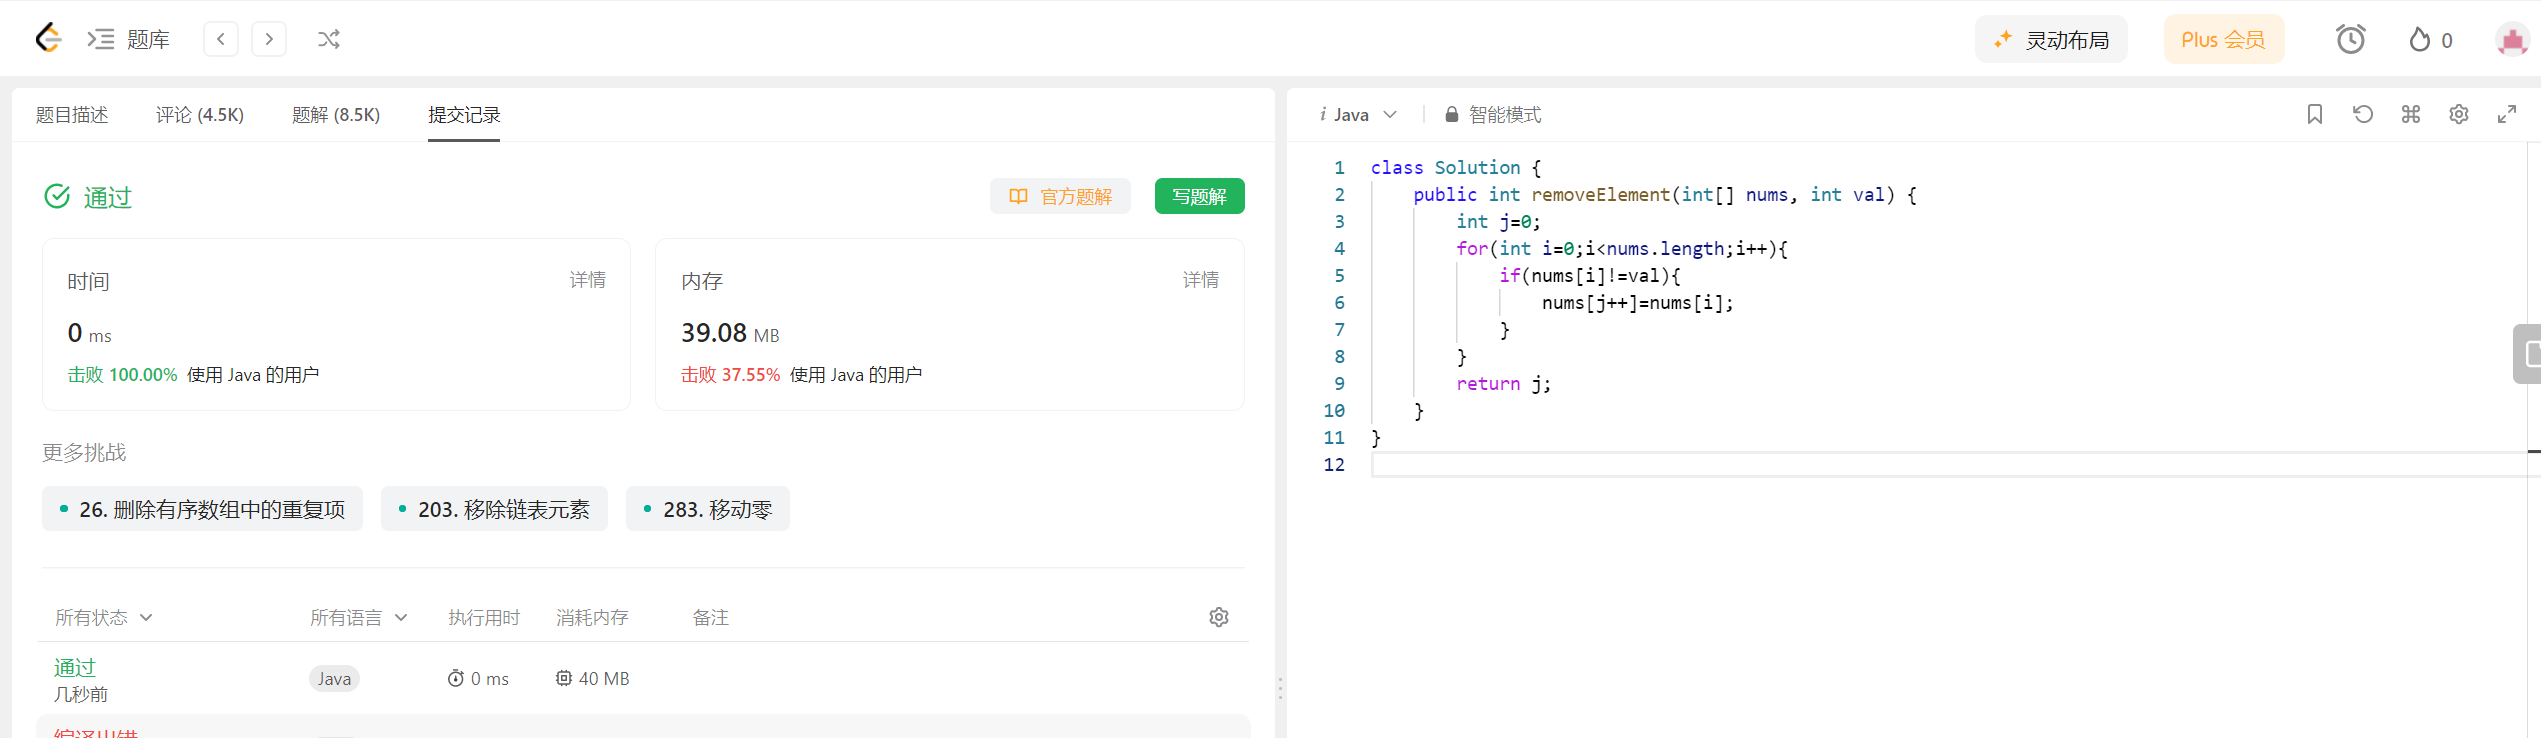 题库
灵动布局
Plus 会员
0
题目描述 评论 (4.5K) 题解 (8.5K) 提交记录
通过
官方题解
写题解
时间 详情
0 ms
击败 100.00% 使用 Java 的用户
内存 详情
39.08 MB
击败 37.55% 使用 Java 的用户
更多挑战
26. 删除有序数组中的重复项
203. 移除链表元素
283. 移动零
所有状态 所有语言 执行用时 消耗内存 备注
通过 Java 0 ms 40 MB
几秒前
编译出错
i Java 智能模式
1 class Solution {
2     public int removeElement(int[] nums, int val) {
3         int j=0;
4         for(int i=0;i<nums.length;i++){
5             if(nums[i]!=val){
6                 nums[j++]=nums[i];
7             }
8         }
9         return j;
10     }
11 }
12